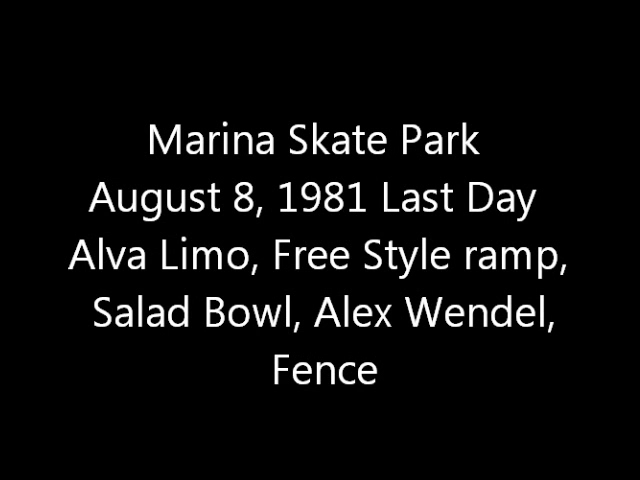 Marina Skate Park
August 8, 1981 Last Day
Alva Limo, Free Style ramp,
Salad Bowl, Alex Wendel,
Fence